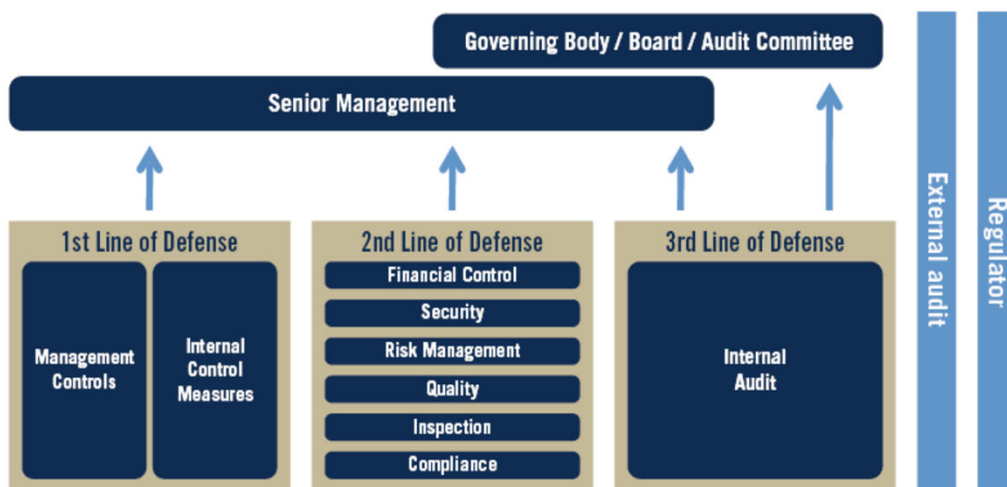 Governing Body / Board / Audit Committee
Senior Management
1st Line of Defense
Management
Controls
Internal
Control
Measures
2nd Line of Defense
Financial Control
Security
Risk Management
Quality
Inspection
Compliance
3rd Line of Defense
Internal
Audit
External audit
Regulator